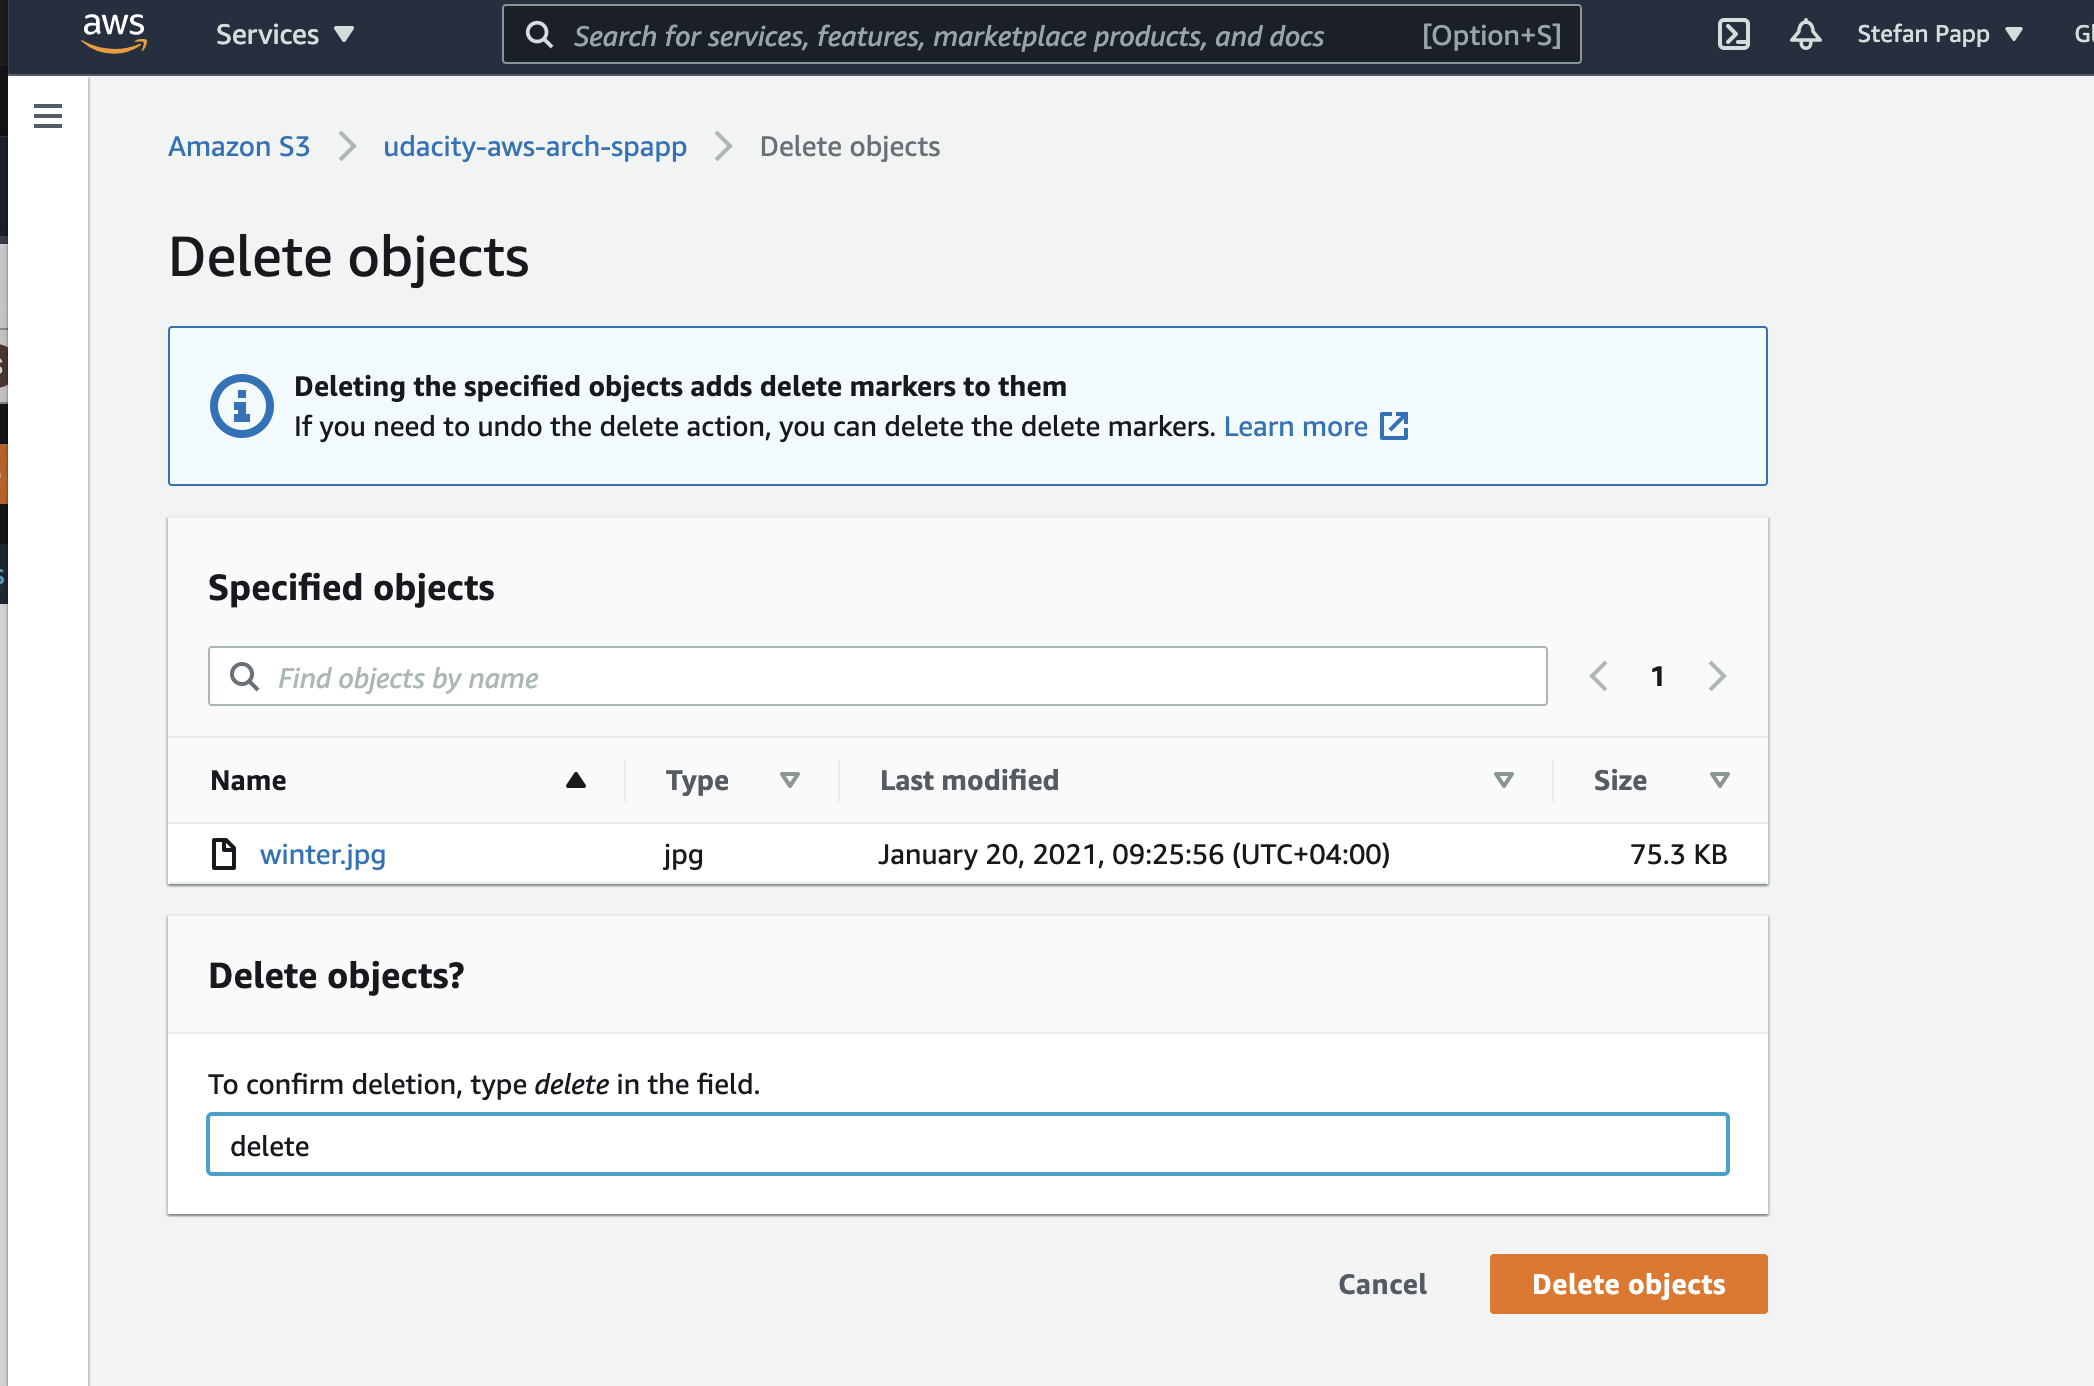 aws Services Search for services, features, marketplace products, and docs [Option+S] Stefan Papp
Amazon S3 udacity-aws-arch-spapp Delete objects
Delete objects
Deleting the specified objects adds delete markers to them
If you need to undo the delete action, you can delete the delete markers. Learn more
Specified objects
Find objects by name 1
Name Type Last modified Size
winter.jpg jpg January 20, 2021, 09:25:56 (UTC+04:00) 75.3 KB
Delete objects?
To confirm deletion, type delete in the field.
delete
Cancel Delete objects